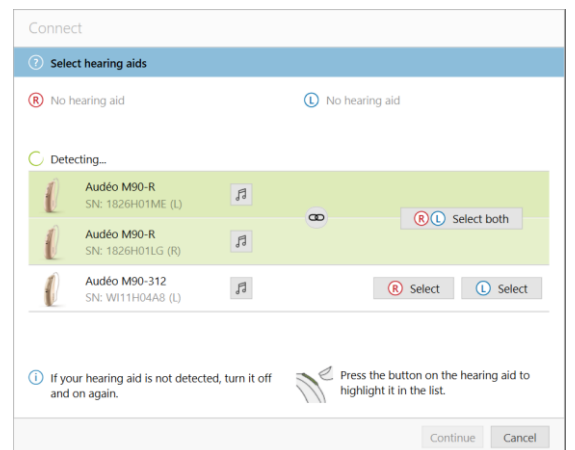 Connect
? Select hearing aids
R No hearing aid
L No hearing aid
Detecting...
Audéo M90-R
SN: 1826H01ME (L)
R L Select both
Audéo M90-R
SN: 1826H01LG (R)
Audéo M90-312
SN: WI11H04A8 (L)
R Select
L Select
i If your hearing aid is not detected, turn it off
and on again.
Press the button on the hearing aid to
highlight it in the list.
Continue
Cancel